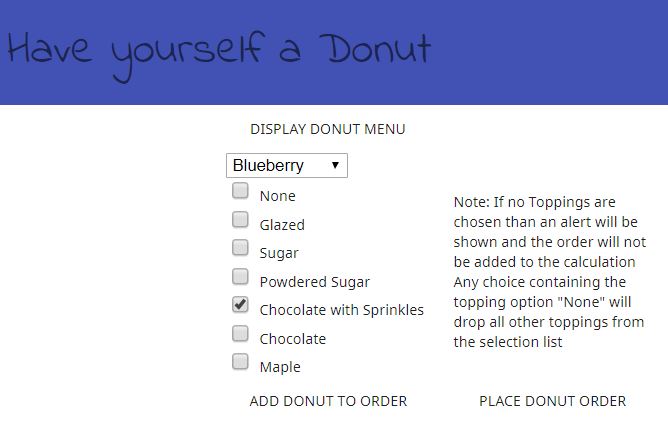 Have yourself a Donut
DISPLAY DONUT MENU
Blueberry
None
Glazed
Sugar
Powdered Sugar
Chocolate with Sprinkles
Chocolate
Maple
Note: If no Toppings are
chosen than an alert will be
shown and the order will not
be added to the calculation
Any choice containing the
topping option "None" will
drop all other toppings from
the selection list
ADD DONUT TO ORDER
PLACE DONUT ORDER